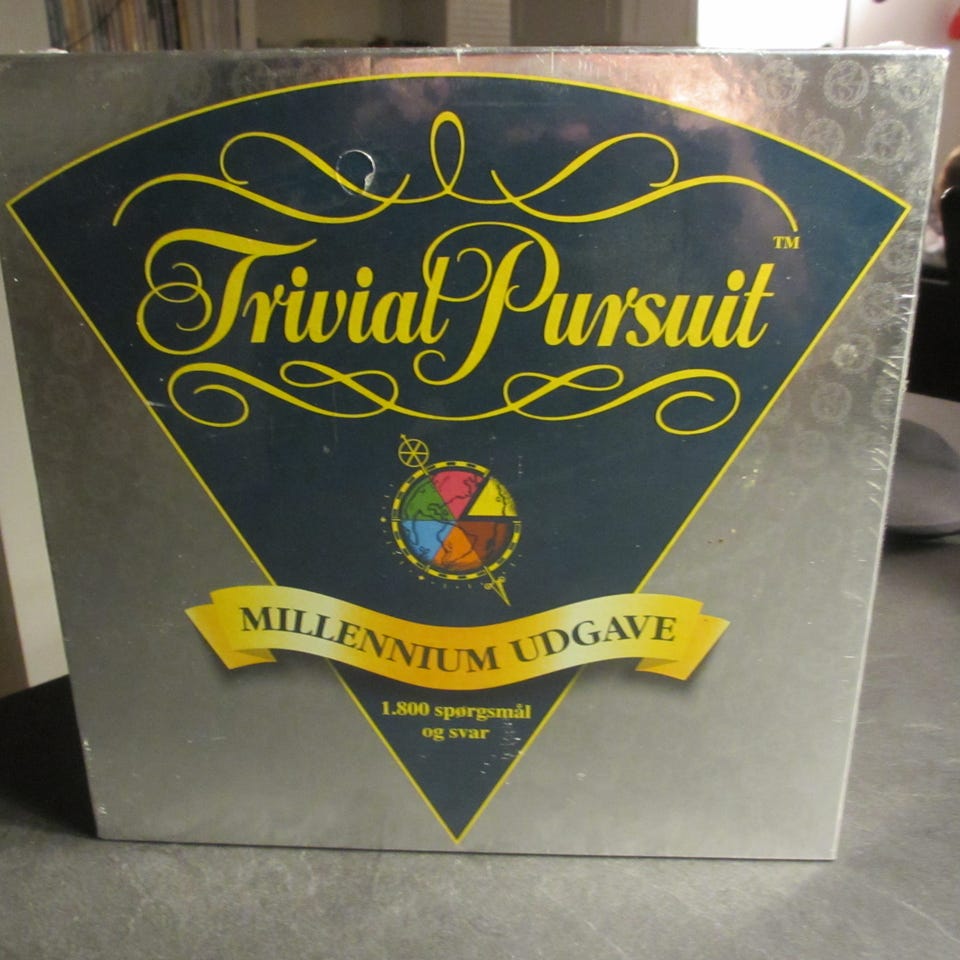 Trivial Pursuit™
MILLENNIUM UDGAVE
1.800 spørgsmål
og svar